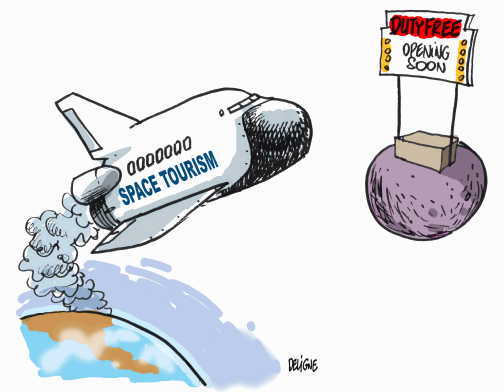 DUTY FREE
OPENING
SOON
SPACE TOURISM
DELIGNE